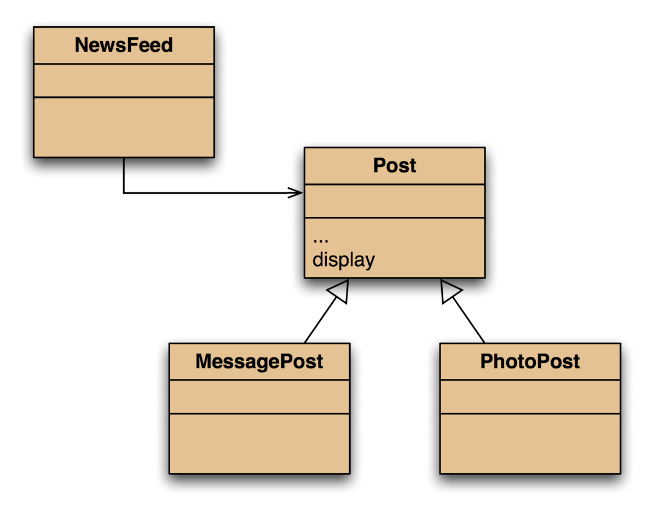 NewsFeed
Post
...
display
MessagePost
PhotoPost